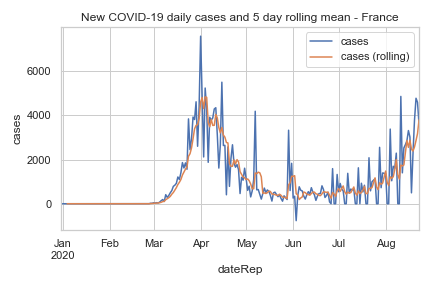 New COVID-19 daily cases and 5 day rolling mean - France
cases
cases (rolling)
6000
4000
2000
0
cases
Jan Feb Mar Apr May Jun Jul Aug
2020
dateRep